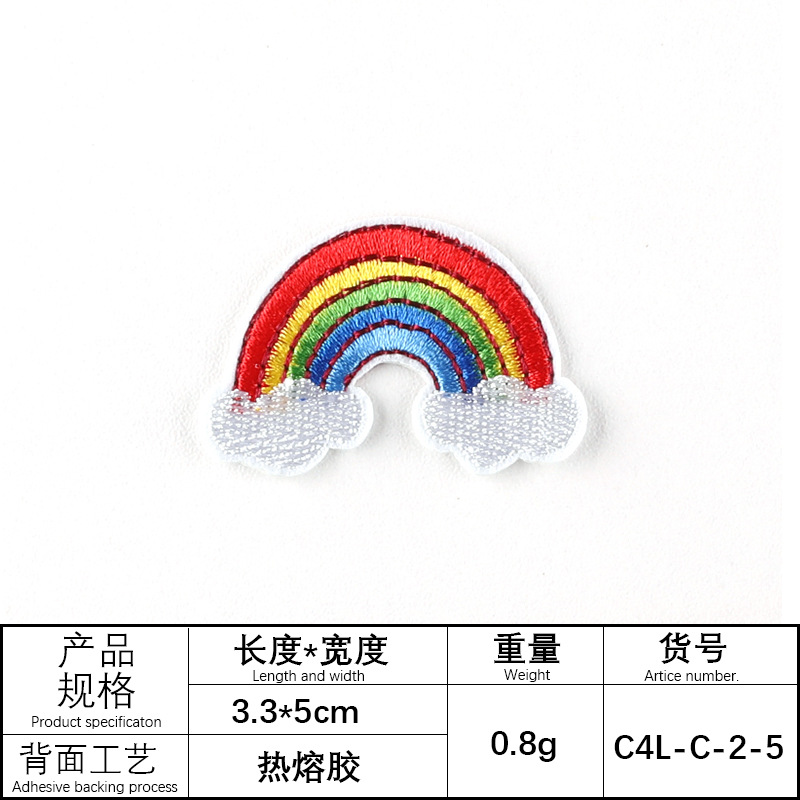 产品
规格
Product specificaton
长度*宽度
Length and width
重量
Weight
货号
Artice number.
3.3*5cm
0.8g
C4L-C-2-5
背面工艺
Adhesive backing process
热熔胶